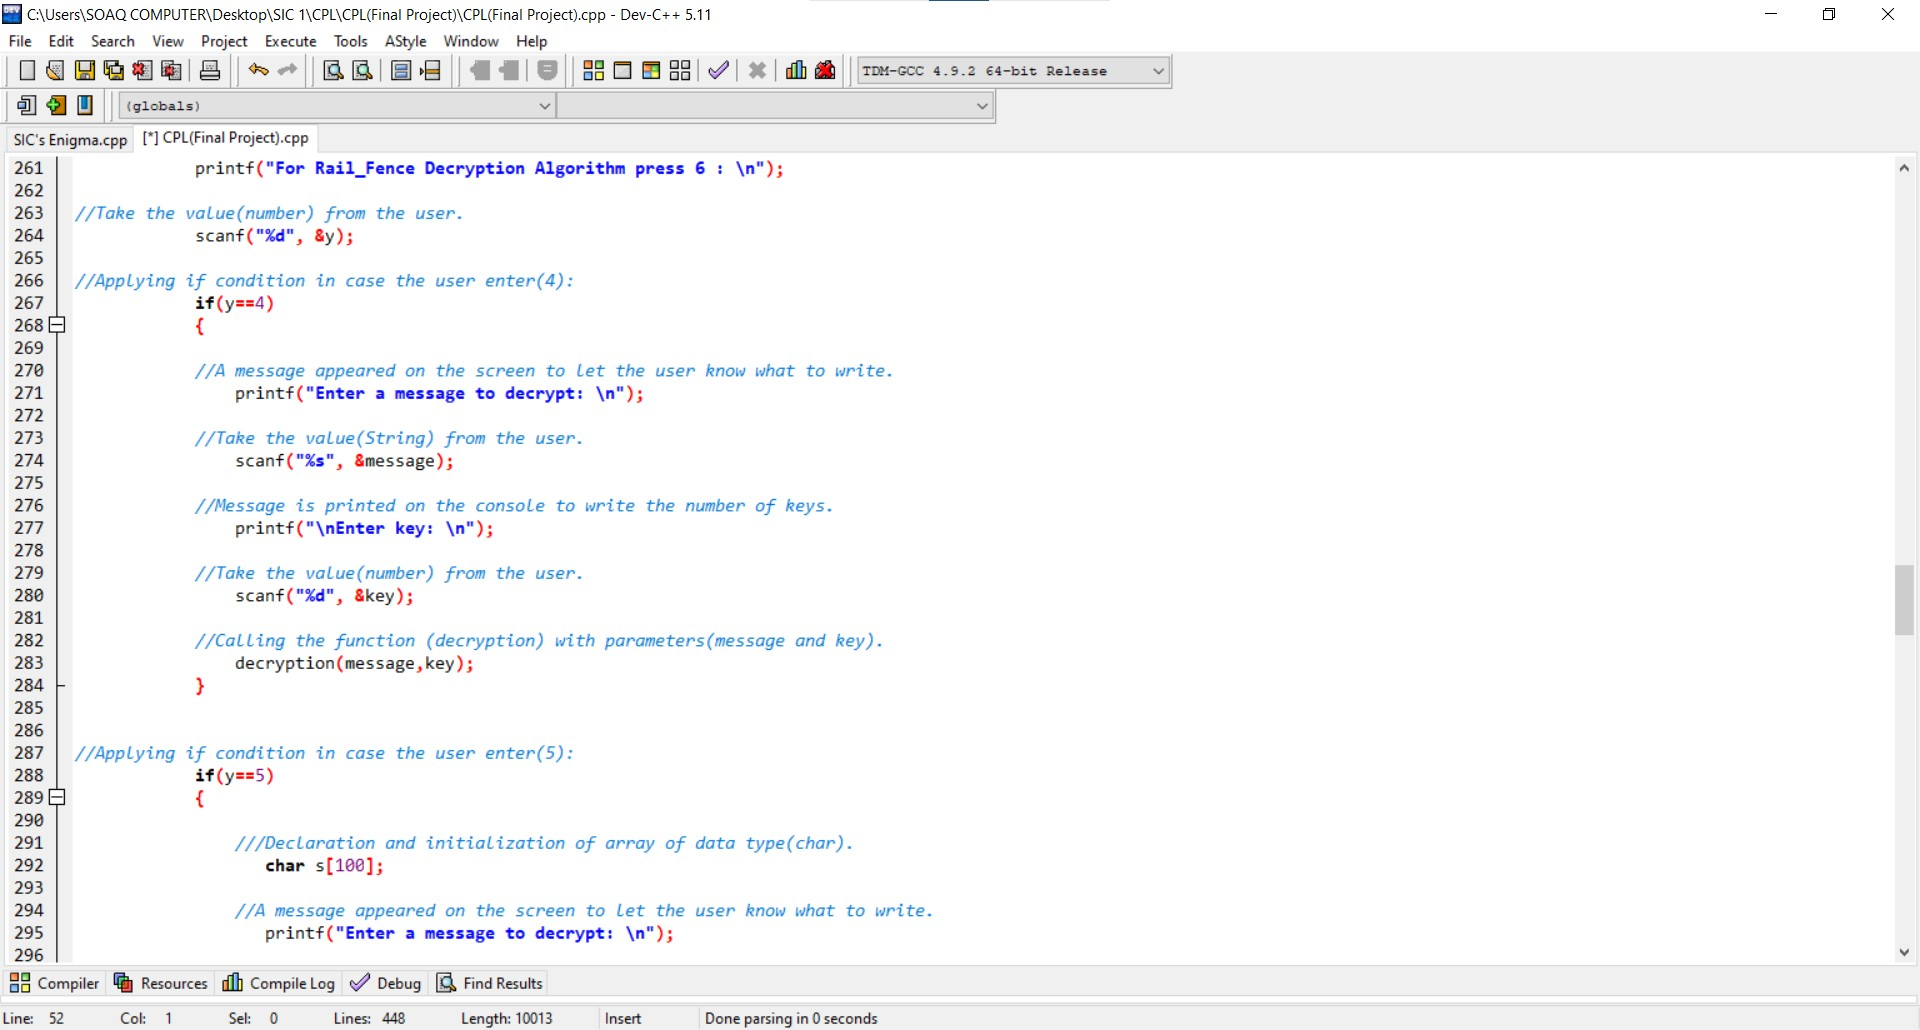 C:\Users\SOAQ COMPUTER\Desktop\SIC 1\CPL\CPL(Final Project)\CPL(Final Project).cpp - Dev-C++ 5.11
File Edit Search View Project Execute Tools AStyle Window Help
TDM-GCC 4.9.2 64-bit Release
(globals)
SIC's Enigma.cpp [*] CPL(Final Project).cpp
261 printf("For Rail_Fence Decryption Algorithm press 6 : \n");
262
263 //Take the value(number) from the user.
264 scanf("%d", &y);
265
266 //Applying if condition in case the user enter(4):
267 if(y==4)
268 {
269
270 //A message appeared on the screen to let the user know what to write.
271 printf("Enter a message to decrypt: \n");
272
273 //Take the value(String) from the user.
274 scanf("%s", &message);
275
276 //Message is printed on the console to write the number of keys.
277 printf("\nEnter key: \n");
278
279 //Take the value(number) from the user.
280 scanf("%d", &key);
281
282 //Calling the function (decryption) with parameters(message and key).
283 decryption(message,key);
284 }
285
286
287 //Applying if condition in case the user enter(5):
288 if(y==5)
289 {
290
291 ///Declaration and initialization of array of data type(char).
292 char s[100];
293
294 //A message appeared on the screen to let the user know what to write.
295 printf("Enter a message to decrypt: \n");
296
Compiler Resources Compile Log Debug Find Results
Line: 52 Col: 1 Sel: 0 Lines: 448 Length: 10013 Insert Done parsing in 0 seconds